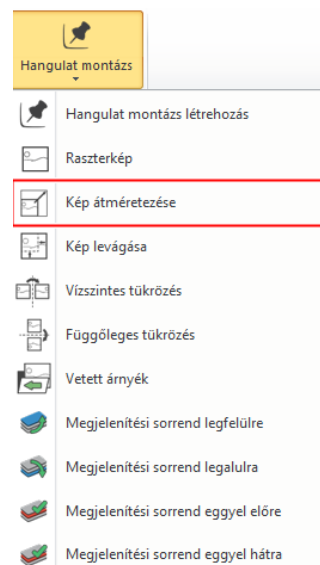 Hangulat montázs
Hangulat montázs létrehozás
Raszterkép
Kép átméretezése
Kép levágása
Vízszintes tükrözés
Függőleges tükrözés
Vetett árnyék
Megjelenítési sorrend legfelülre
Megjelenítési sorrend legalulra
Megjelenítési sorrend eggyel előre
Megjelenítési sorrend eggyel hátra